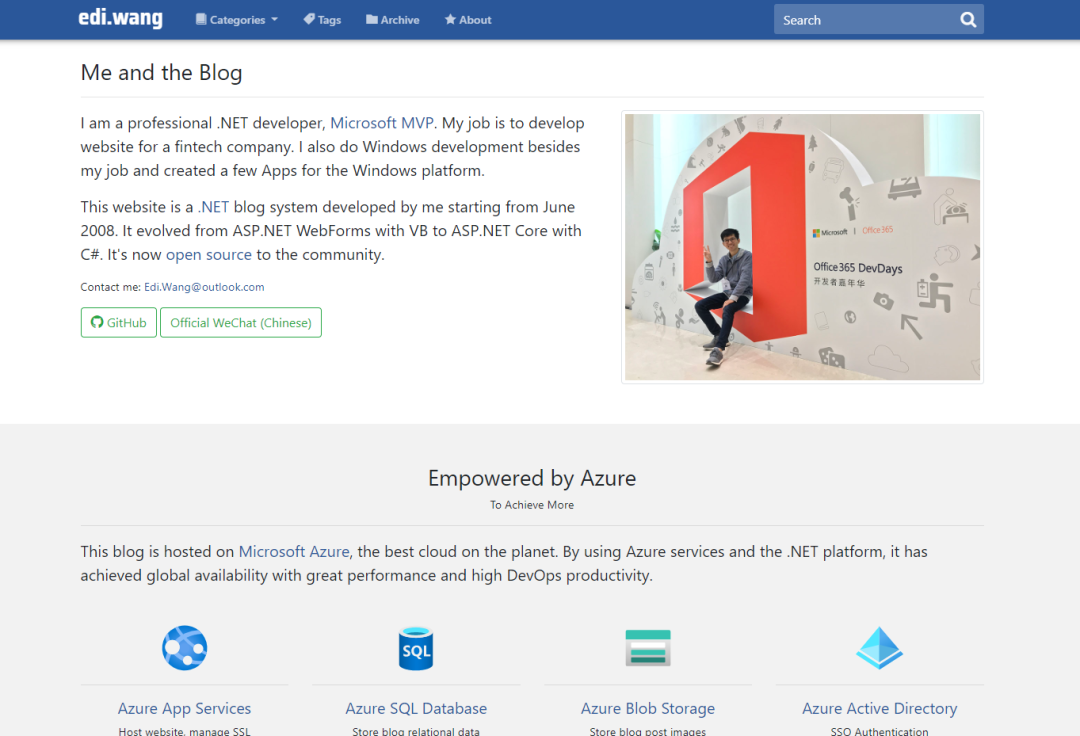 edi.wang
Categories
Tags
Archive
About
Search
Me and the Blog
I am a professional .NET developer, Microsoft MVP. My job is to develop
website for a fintech company. I also do Windows development besides
my job and created a few Apps for the Windows platform.
This website is a .NET blog system developed by me starting from June
2008. It evolved from ASP.NET WebForms with VB to ASP.NET Core with
C#. It's now open source to the community.
Contact me: Edi.Wang@outlook.com
GitHub
Official WeChat (Chinese)
Microsoft | Office 365
Office 365 DevDays
开发者嘉年华
Empowered by Azure
To Achieve More
This blog is hosted on Microsoft Azure, the best cloud on the planet. By using Azure services and the .NET platform, it has
achieved global availability with great performance and high DevOps productivity.
SQL
Azure App Services
Azure SQL Database
Azure Blob Storage
Azure Active Directory
Host website, manage SSL
Store blog relational data
Store blog post images
SSO Authentication